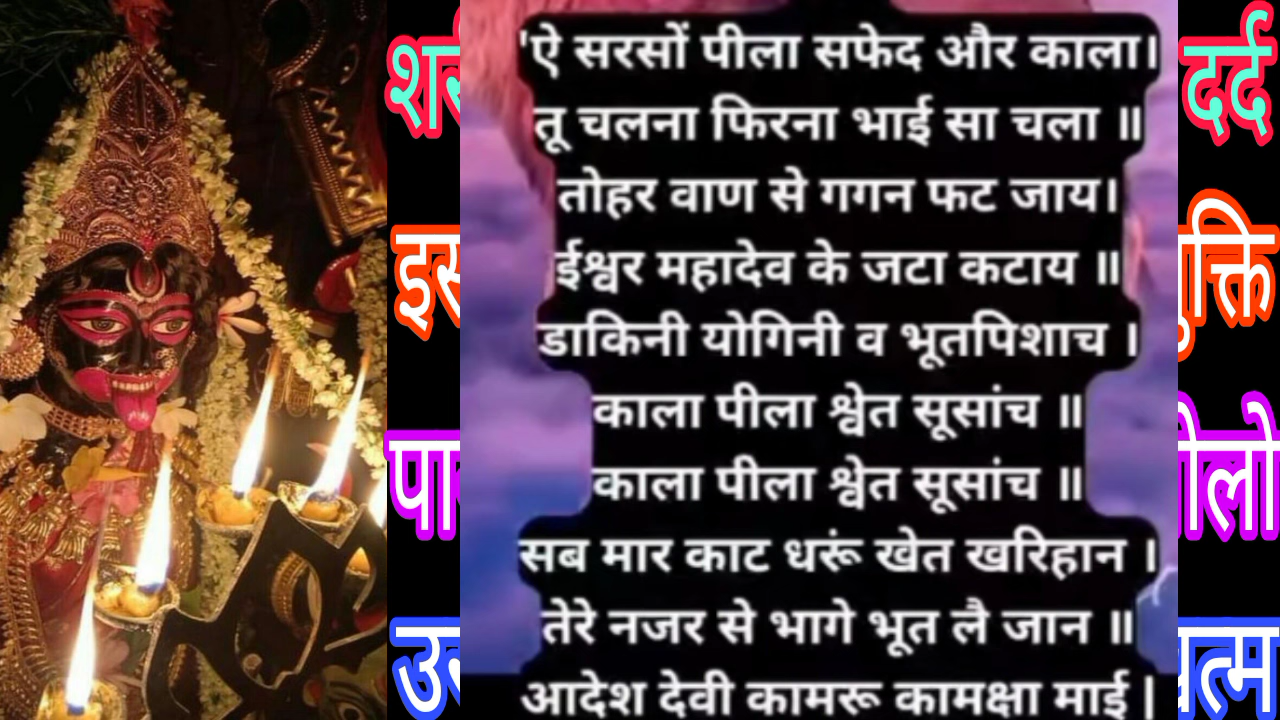 'ऐ सरसों पीला सफेद और काला।
तू चलना फिरना भाई सा चला ॥
तोहर वाण से गगन फट जाय।
ईश्वर महादेव के जटा कटाय ॥
डाकिनी योगिनी व भूतपिशाच ।
काला पीला श्वेत सूसांच ॥
काला पीला श्वेत सूसांच ॥
सब मार काट धरूं खेत खरिहान ।
तेरे नजर से भागे भूत लै जान ॥
आदेश देवी कामरू कामक्षा माई |
दर्द